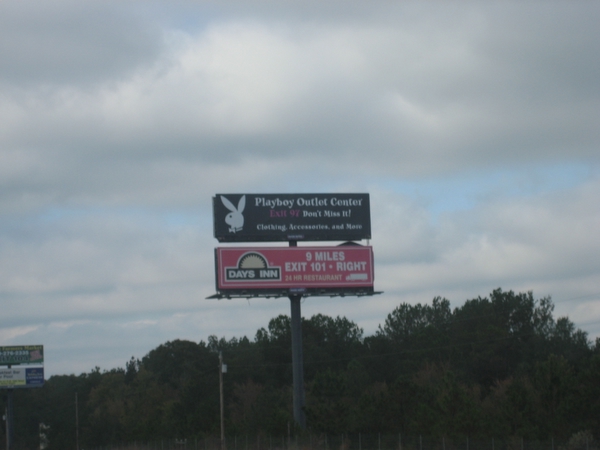 Playboy Outlet Center
Exit 97 Don't Miss It!
Clothing, Accessories, and More
DAYS INN
9 MILES
EXIT 101 • RIGHT
24 HR RESTAURANT